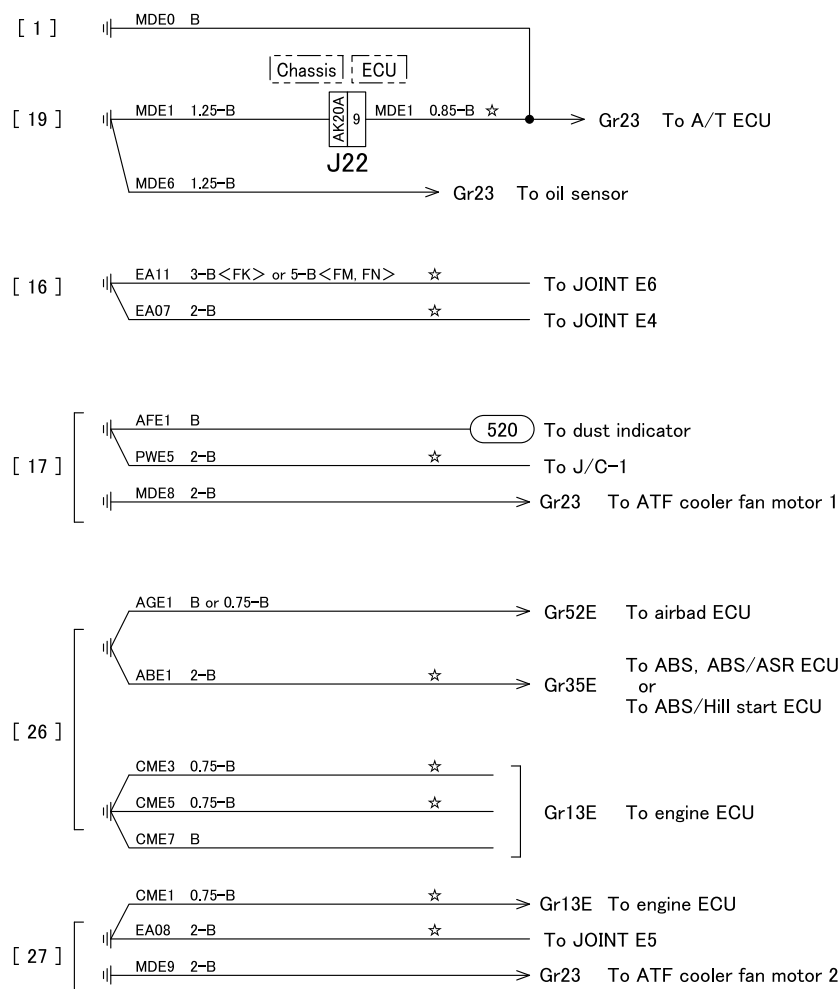 [ 1 ] MDE0 B
Chassis ECU
[ 19 ] MDE1 1.25-B AK20A 9 MDE1 0.85-B ☆ Gr23 To A/T ECU
J22
MDE6 1.25-B Gr23 To oil sensor
[ 16 ] EA11 3-B<FK> or 5-B<FM, FN> ☆ To JOINT E6
EA07 2-B ☆ To JOINT E4
[ 17 ] AFE1 B 520 To dust indicator
PWE5 2-B ☆ To J/C-1
MDE8 2-B Gr23 To ATF cooler fan motor 1
[ 26 ] AGE1 B or 0.75-B Gr52E To airbad ECU
ABE1 2-B ☆ Gr35E To ABS, ABS/ASR ECU
or
To ABS/Hill start ECU
CME3 0.75-B ☆
CME5 0.75-B ☆ Gr13E To engine ECU
CME7 B
CME1 0.75-B ☆ Gr13E To engine ECU
[ 27 ] EA08 2-B ☆ To JOINT E5
MDE9 2-B Gr23 To ATF cooler fan motor 2